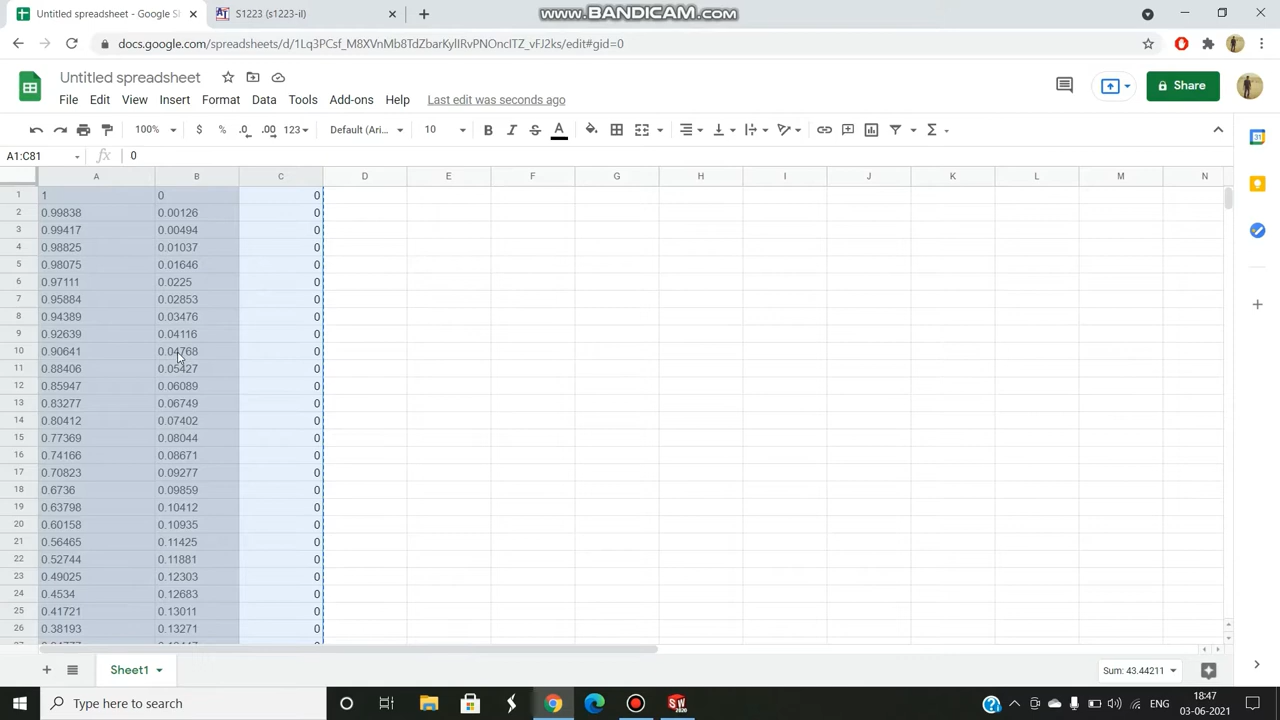 Untitled spreadsheet - Google Sl
S1223 (s1223-il)
www.BANDICAM.com
Untitled spreadsheet
File Edit View Insert Format Data Tools Add-ons Help Last edit was seconds ago
Share
100% $ % .0 .00 123 Default (Ari... 10 B I S A
A1:C81 fx 0
A B C D E F G H I J K L M N
1 1 0 0
2 0.99838 0.00126 0
3 0.99417 0.00494 0
4 0.98825 0.01037 0
5 0.98075 0.01646 0
6 0.97111 0.0225 0
7 0.95884 0.02853 0
8 0.94389 0.03476 0
9 0.92639 0.04116 0
10 0.90641 0.04768 0
11 0.88406 0.05427 0
12 0.85947 0.06089 0
13 0.83277 0.06749 0
14 0.80412 0.07402 0
15 0.77369 0.08044 0
16 0.74166 0.08671 0
17 0.70823 0.09277 0
18 0.6736 0.09859 0
19 0.63798 0.10412 0
20 0.60158 0.10935 0
21 0.56465 0.11425 0
22 0.52744 0.11881 0
23 0.49025 0.12303 0
24 0.4534 0.12683 0
25 0.41721 0.13011 0
26 0.38193 0.13271 0
Sheet1
Sum: 43.44211
Type here to search
ENG
18:47
03-06-2021